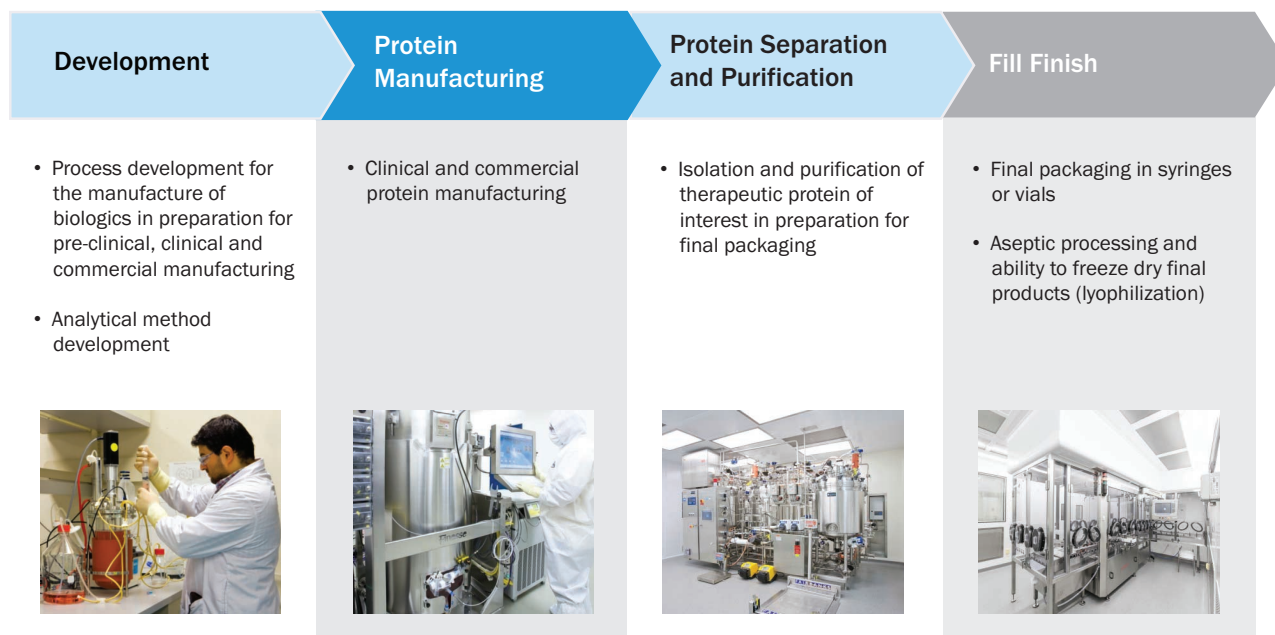 Development
Protein
Manufacturing
Protein Separation
and Purification
Fill Finish
• Process development for
the manufacture of
biologics in preparation for
pre-clinical, clinical and
commercial manufacturing
• Analytical method
development
• Clinical and commercial
protein manufacturing
• Isolation and purification of
therapeutic protein of
interest in preparation for
final packaging
• Final packaging in syringes
or vials
• Aseptic processing and
ability to freeze dry final
products (lyophilization)
FAIRBANKS